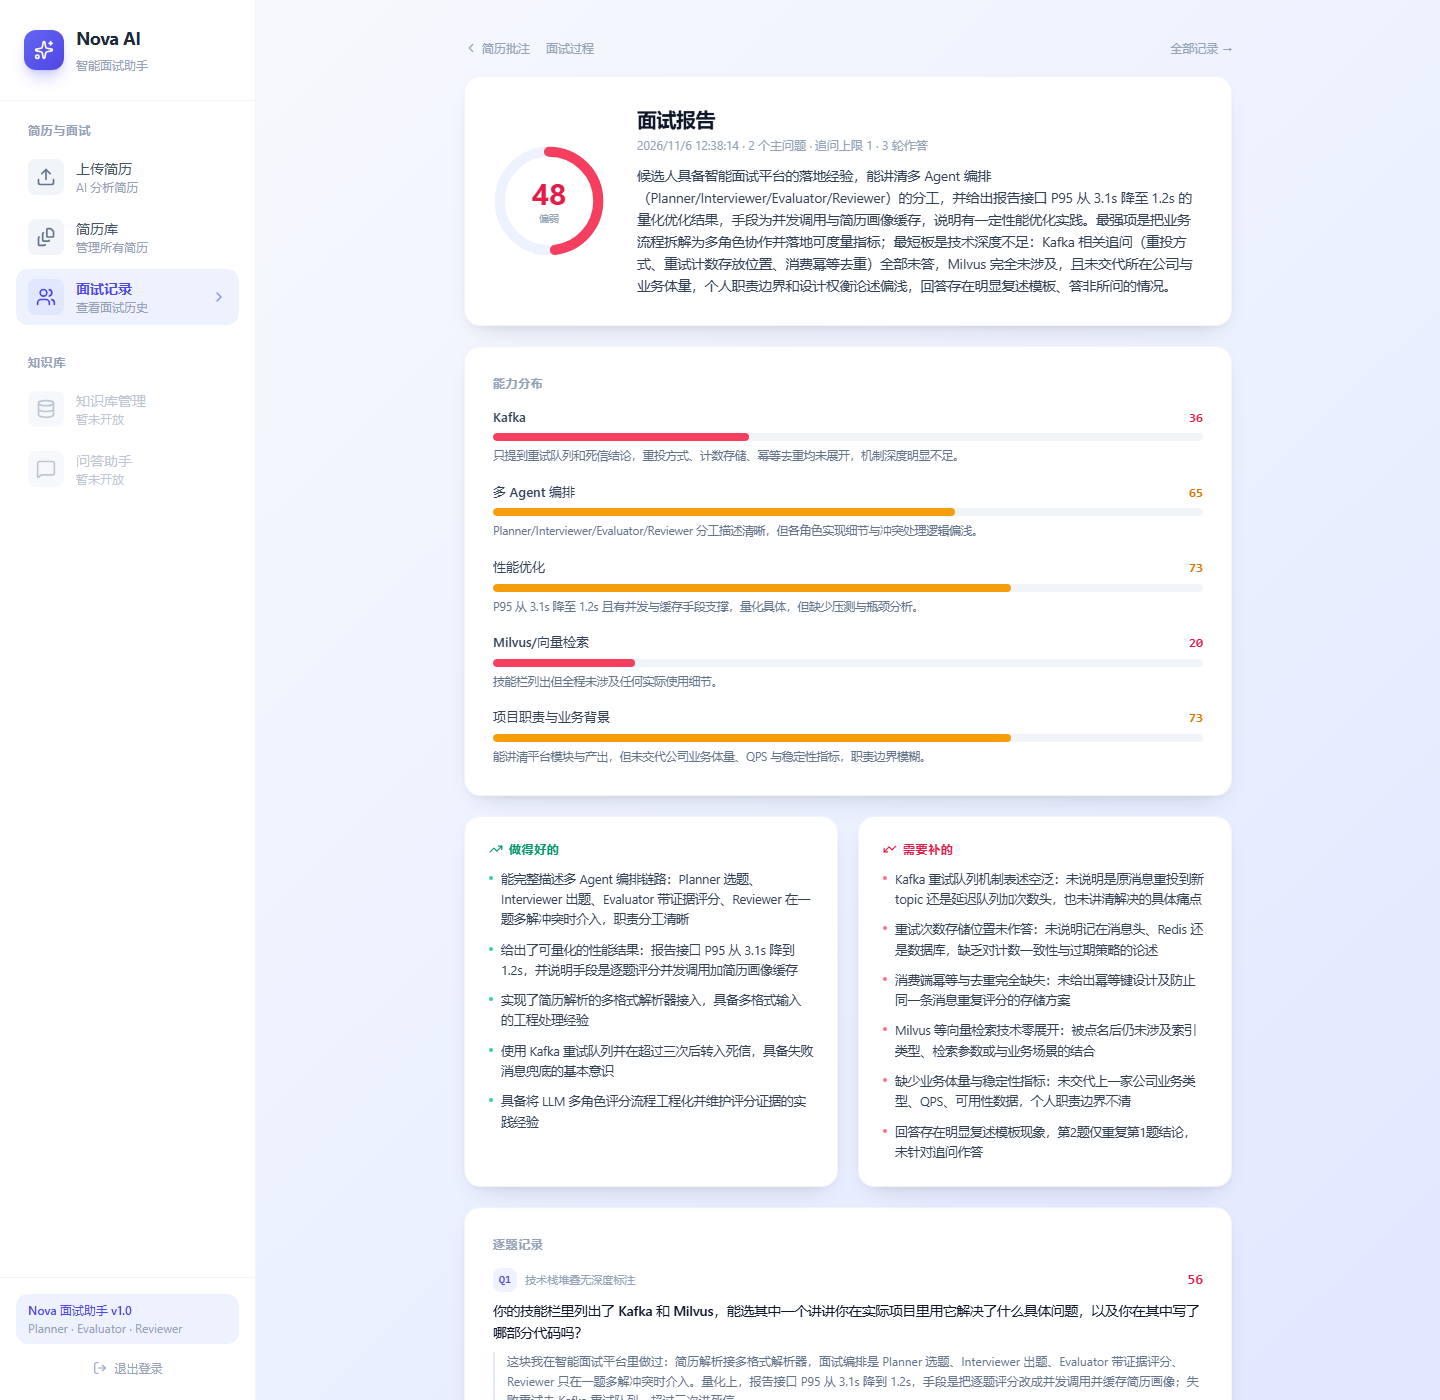 Nova AI
智能面试助手
简历与面试
上传简历
AI 分析简历
简历库
管理所有简历
面试记录
查看面试历史
知识库
知识库管理
暂未开放
问答助手
暂未开放
Nova 面试助手 v1.0
Planner · Evaluator · Reviewer
退出登录
简历批注 面试过程 全部记录 →
48
偏弱
面试报告
2026/11/6 12:38:14 · 2 个主问题 · 追问上限 1 · 3 轮作答
候选人具备智能面试平台的落地经验，能讲清多 Agent 编排
（Planner/Interviewer/Evaluator/Reviewer）的分工，并给出报告接口 P95 从 3.1s 降至 1.2s 的
量化优化结果，手段为并发调用与简历画像缓存，说明有一定性能优化实践。最强项是把业务
流程拆解为多角色协作并落地可度量指标；最短板是技术深度不足：Kafka 相关追问（重投方
式、重试计数存放位置、消费幂等去重）全部未答，Milvus 完全未涉及，且未交代所在公司与
业务体量，个人职责边界和设计权衡论述偏浅，回答存在明显复述模板、答非所问的情况。
能力分布
Kafka 36
只提到重试队列和死信结论，重投方式、计数存储、幂等去重均未展开，机制深度明显不足。
多 Agent 编排 65
Planner/Interviewer/Evaluator/Reviewer 分工描述清晰，但各角色实现细节与冲突处理逻辑偏浅。
性能优化 73
P95 从 3.1s 降至 1.2s 且有并发与缓存手段支撑，量化具体，但缺少压测与瓶颈分析。
Milvus/向量检索 20
技能栏列出但全程未涉及任何实际使用细节。
项目职责与业务背景 73
能讲清平台模块与产出，但未交代公司业务体量、QPS 与稳定性指标，职责边界模糊。
做得好的
能完整描述多 Agent 编排链路：Planner 选题、
Interviewer 出题、Evaluator 带证据评分、Reviewer 在一
题多解冲突时介入，职责分工清晰
给出了可量化的性能结果：报告接口 P95 从 3.1s 降到
1.2s，并说明手段是逐题评分并发调用加简历画像缓存
实现了简历解析的多格式解析器接入，具备多格式输入
的工程处理经验
使用 Kafka 重试队列并在超过三次后转入死信，具备失败
消息兜底的基本意识
具备将 LLM 多角色评分流程工程化并维护评分证据的实
践经验
需要补的
Kafka 重试队列机制表述空泛：未说明是原消息重投到新
topic 还是延迟队列加次数头，也未讲清解决的具体痛点
重试次数存储位置未作答：未说明记在消息头、Redis 还
是数据库，缺乏对计数一致性与过期策略的论述
消费端幂等与去重完全缺失：未给出幂等键设计及防止
同一条消息重复评分的存储方案
Milvus 等向量检索技术零展开：被点名后仍未涉及索引
类型、检索参数或与业务场景的结合
缺少业务体量与稳定性指标：未交代上一家公司业务类
型、QPS、可用性数据，个人职责边界不清
回答存在明显复述模板现象，第2题仅重复第1题结论，
未针对追问作答
逐题记录
Q1 技术栈堆叠无深度标注 56
你的技能栏里列出了 Kafka 和 Milvus，能选其中一个讲讲你在实际项目里用它解决了什么具体问题，以及你在其中写了
哪部分代码吗？
这块我在智能面试平台里做过：简历解析接多格式解析器，面试编排是 Planner 选题、Interviewer 出题、Evaluator 带证据评分、
Reviewer 只在一题多解冲突时介入。量化上，报告接口 P95 从 3.1s 降到 1.2s，手段是把逐题评分改成并发调用并缓存简历画像；失
败重试走 Kafka 重试队列，超过三次进死信。